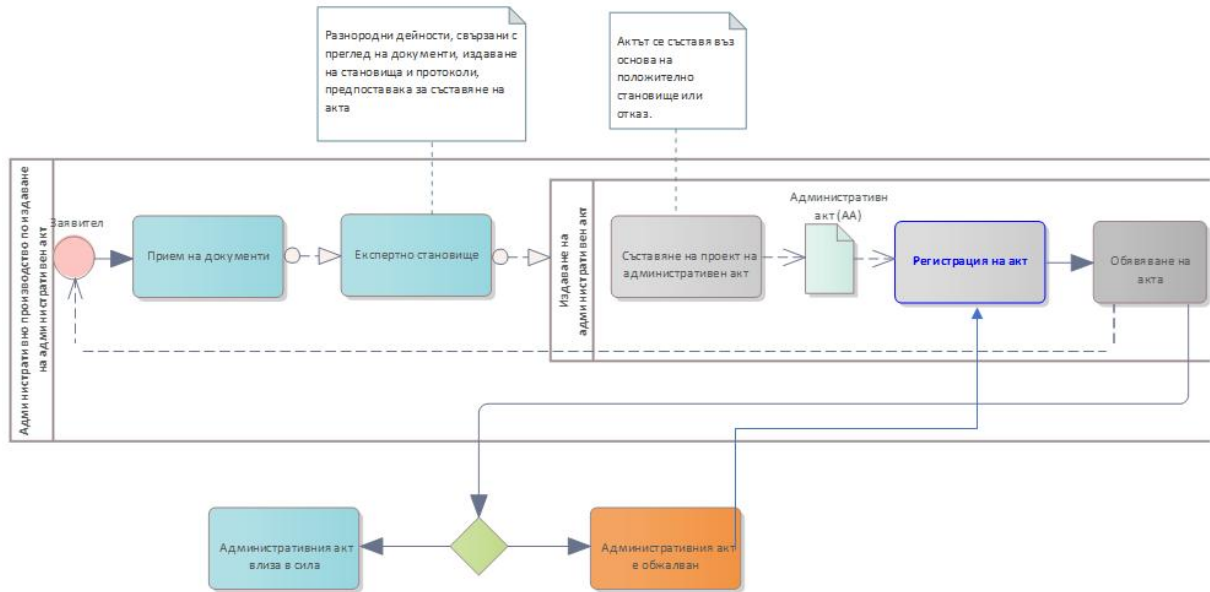 Разнородни дейности, свързани с
преглед на документи, издаване
на становища и протоколи,
предпоставака за съставяне на
акта
Актът се съставя въз
основа на
положително
становище или
отказ.
Административно производство по издаване
на административен акт
Заявител
Прием на документи
Експертно становище
Издаване на
административен акт
Съставяне на проект на
административен акт
Административн
акт (АА)
Регистрация на акт
Обявяване на
акта
Административния акт
влиза в сила
Административния акт
е обжалван